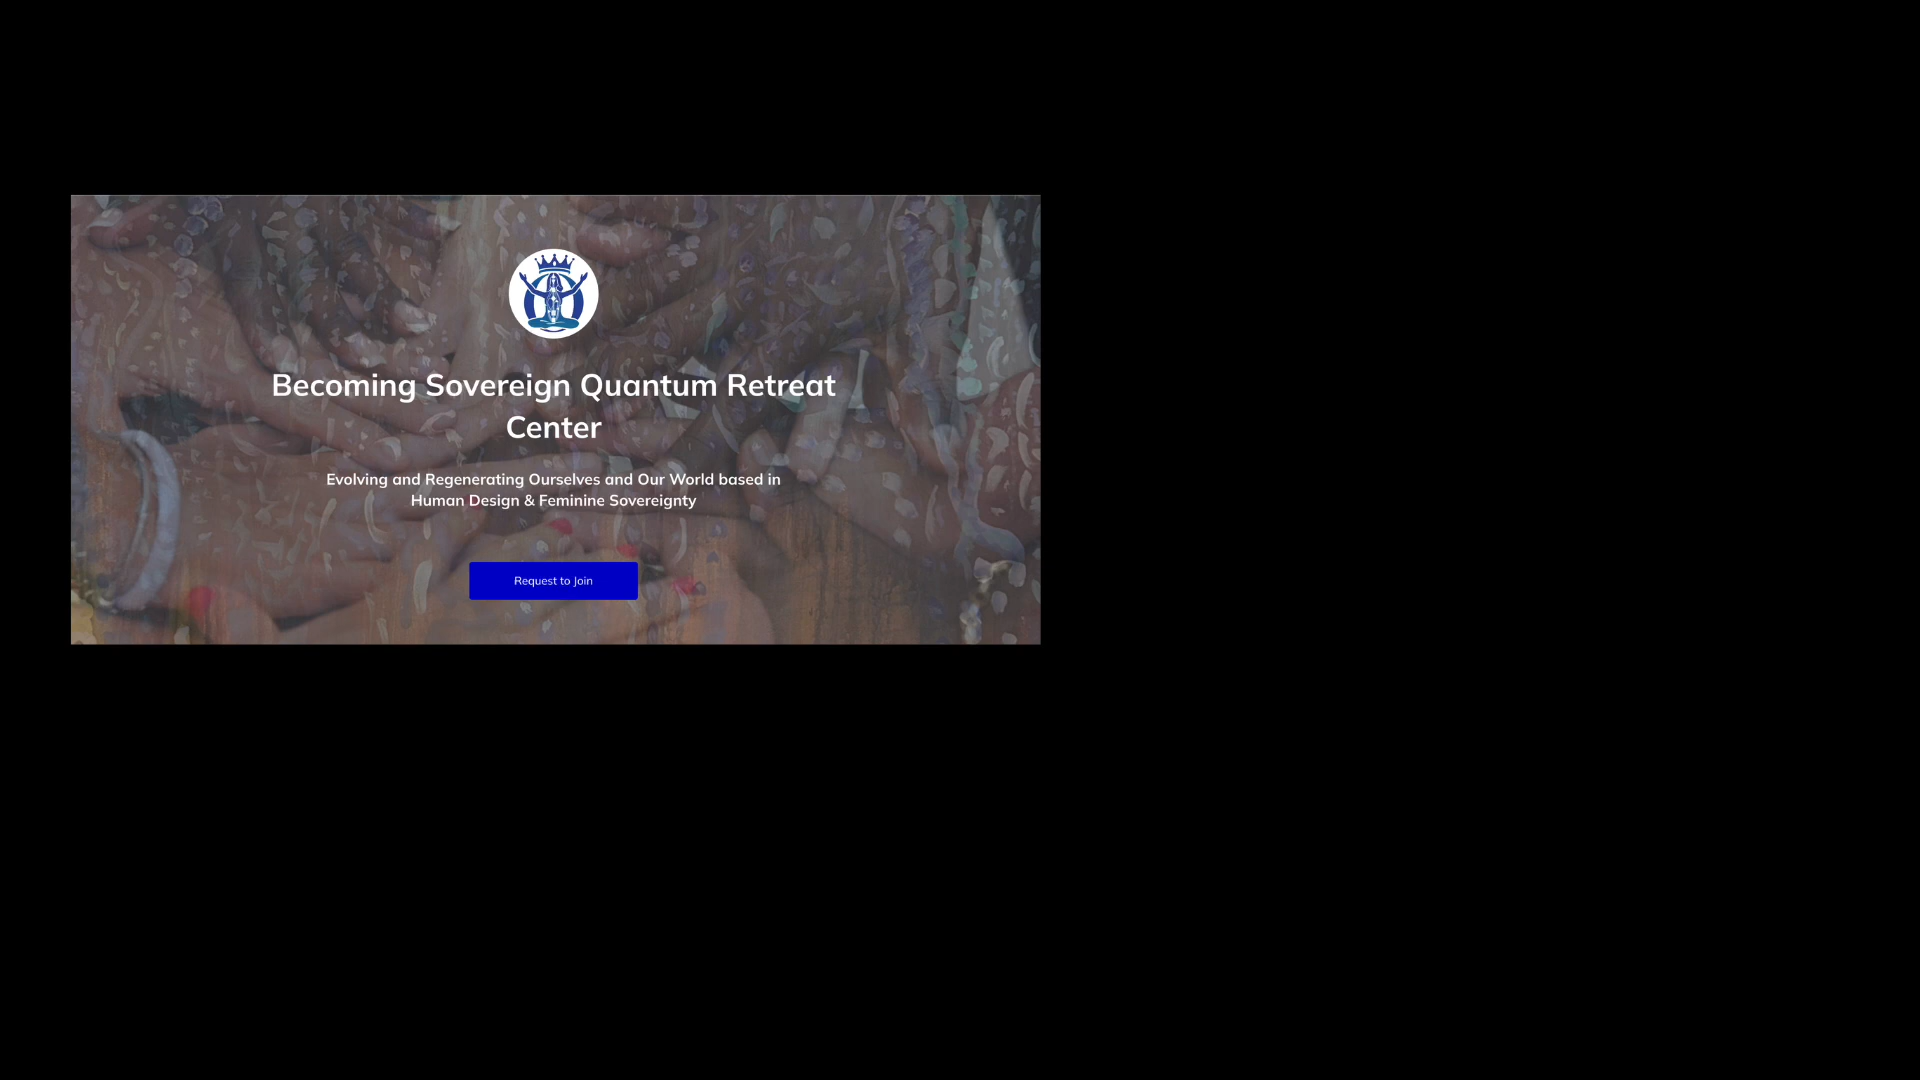 Becoming Sovereign Quantum Retreat
Center
Evolving and Regenerating Ourselves and Our World based in
Human Design & Feminine Sovereignty
Request to Join